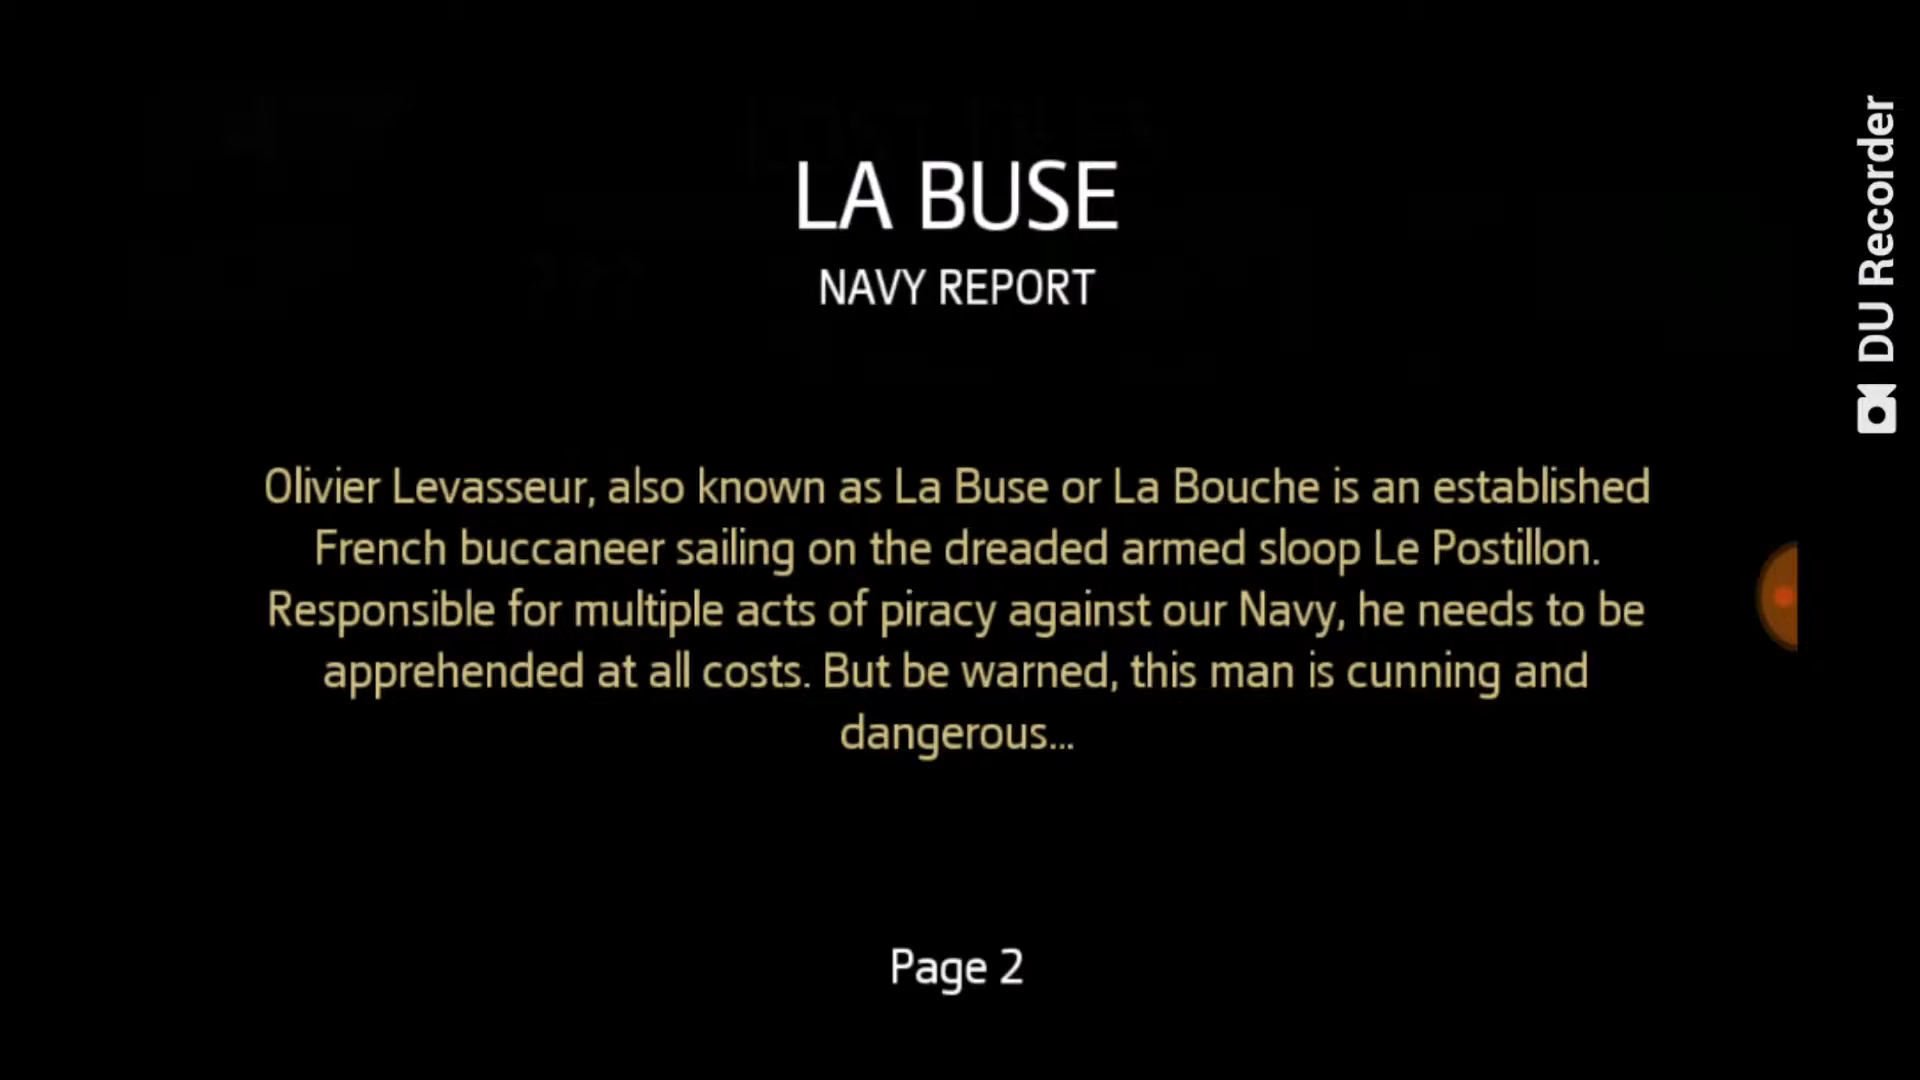 LA BUSE
NAVY REPORT
Olivier Levasseur, also known as La Buse or La Bouche is an established
French buccaneer sailing on the dreaded armed sloop Le Postillon.
Responsible for multiple acts of piracy against our Navy, he needs to be
apprehended at all costs. But be warned, this man is cunning and
dangerous...
Page 2
DU Recorder